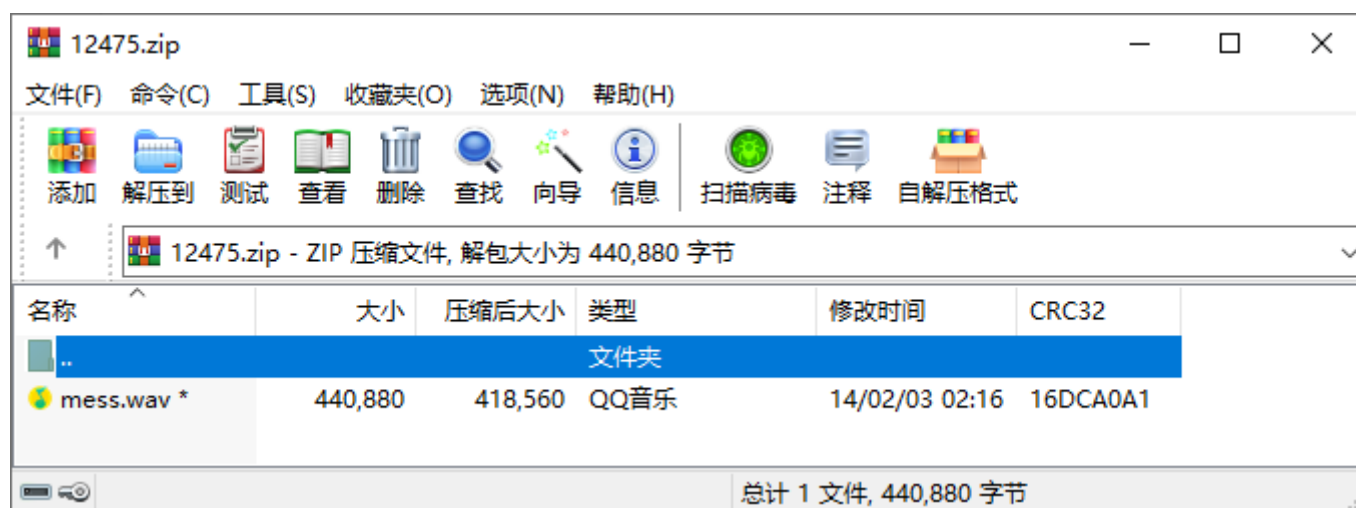 12475.zip
文件(F) 命令(C) 工具(S) 收藏夹(O) 选项(N) 帮助(H)
添加 解压到 测试 查看 删除 查找 向导 信息 扫描病毒 注释 自解压格式
12475.zip - ZIP 压缩文件, 解包大小为 440,880 字节
名称 大小 压缩后大小 类型 修改时间 CRC32
.. 文件夹
mess.wav * 440,880 418,560 QQ音乐 14/02/03 02:16 16DCA0A1
总计 1 文件, 440,880 字节